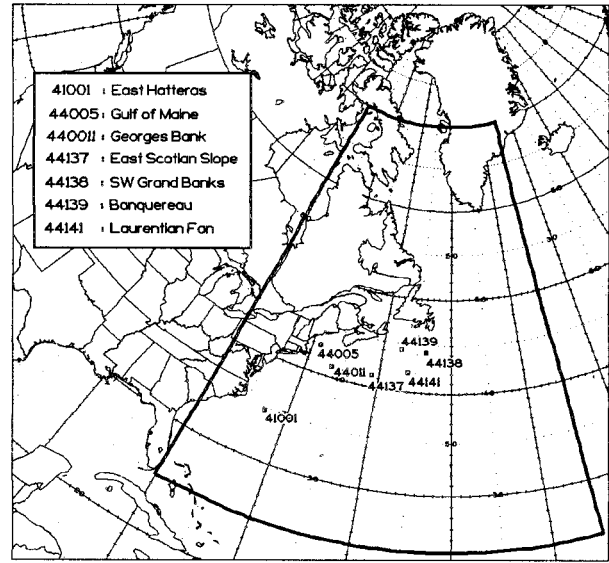 41001 : East Hatteras
44005 : Gulf of Maine
440011 : Georges Bank
44137 : East Scotian Slope
44138 : SW Grand Banks
44139 : Banquereau
44141 : Laurentian Fan
44139
44005
44138
44011
44137
44141
41001